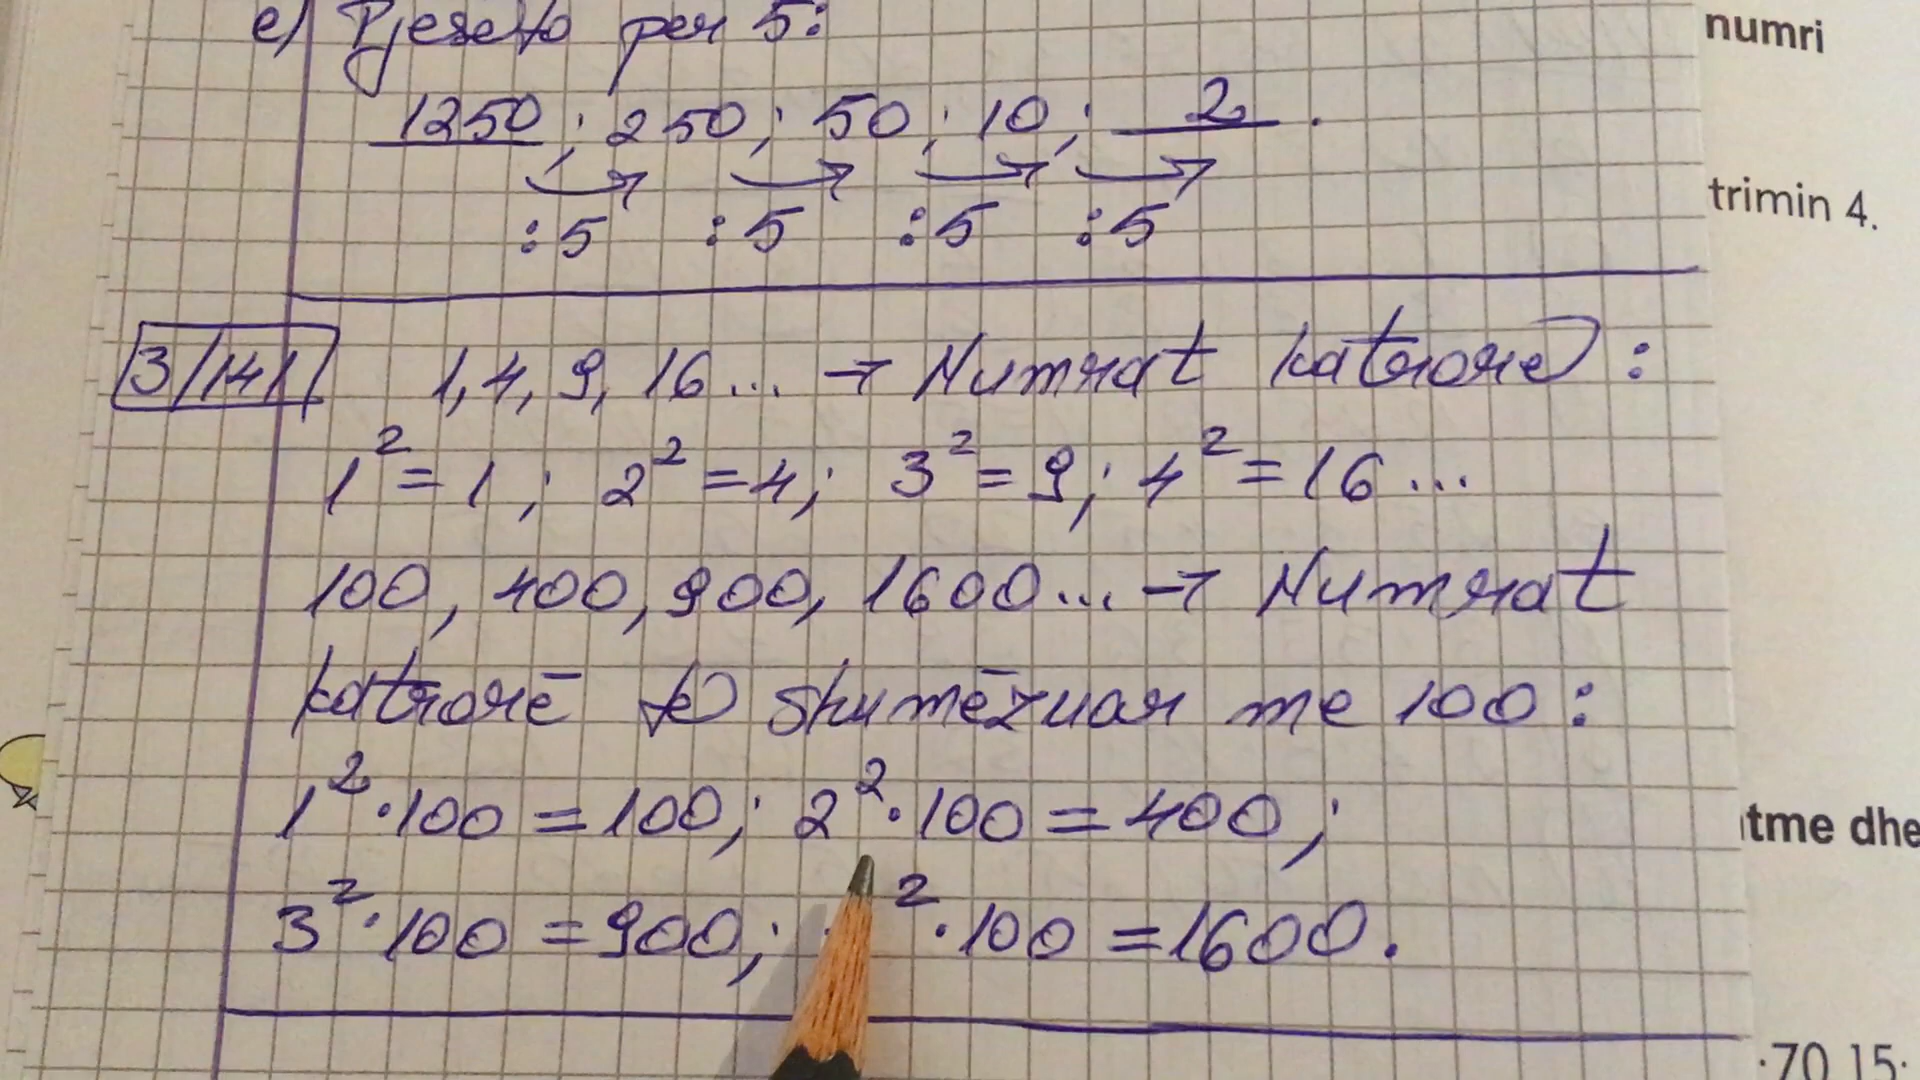 e) Pjeseto per 5:
1250; 250; 50; 10; 2.
:5 :5 :5 :5
3/141 1, 4, 9, 16... → Numrat katrorë:
1² = 1; 2² = 4; 3² = 9; 4² = 16...
100, 400, 900, 1600... → Numrat
katrorë të shumëzuar me 100:
1²·100 = 100; 2²·100 = 400;
3²·100 = 900; ²·100 = 1600.
numri
trimin 4.
tme dhe
·70 15·